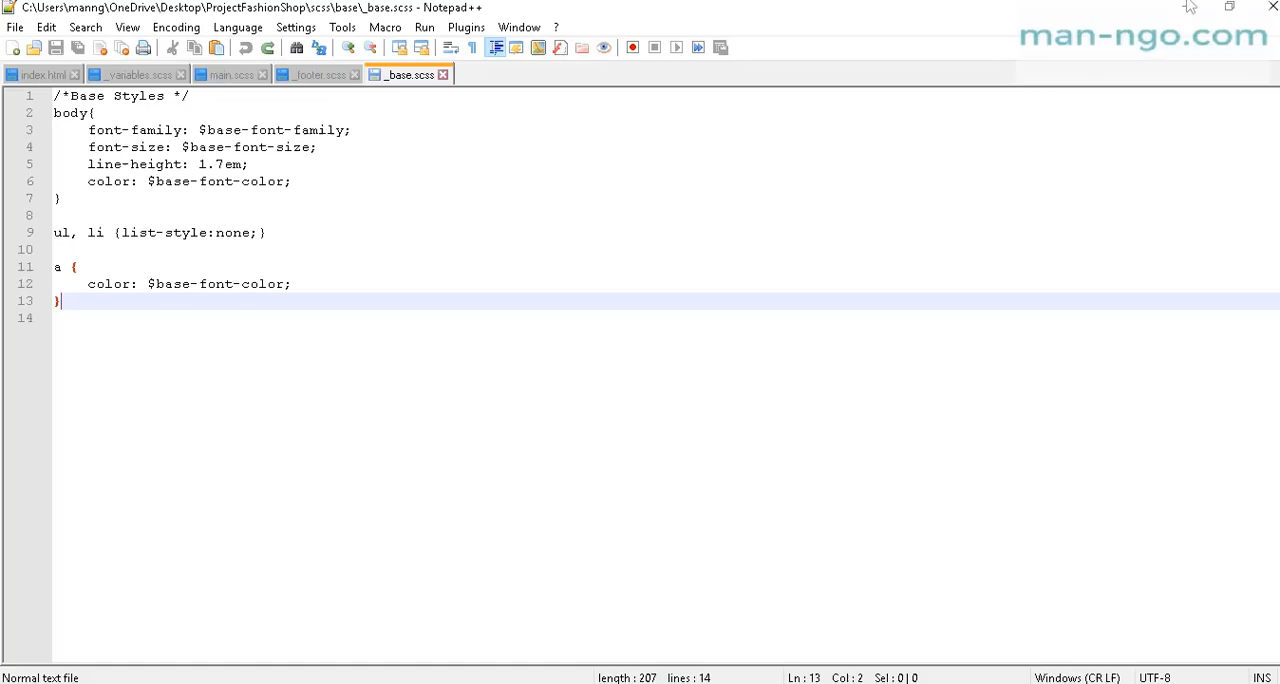 C:\Users\manng\OneDrive\Desktop\ProjectFashionShop\scss\base\_base.scss - Notepad++
File Edit Search View Encoding Language Settings Tools Macro Run Plugins Window ?
man-ngo.com
index.html _variables.scss main.scss _footer.scss _base.scss
1 /*Base Styles */
2 body{
3 font-family: $base-font-family;
4 font-size: $base-font-size;
5 line-height: 1.7em;
6 color: $base-font-color;
7 }
8
9 ul, li {list-style:none;}
10
11 a {
12 color: $base-font-color;
13 }
14
Normal text file length : 207 lines : 14 Ln : 13 Col : 2 Sel : 0 | 0 Windows (CR LF) UTF-8 INS